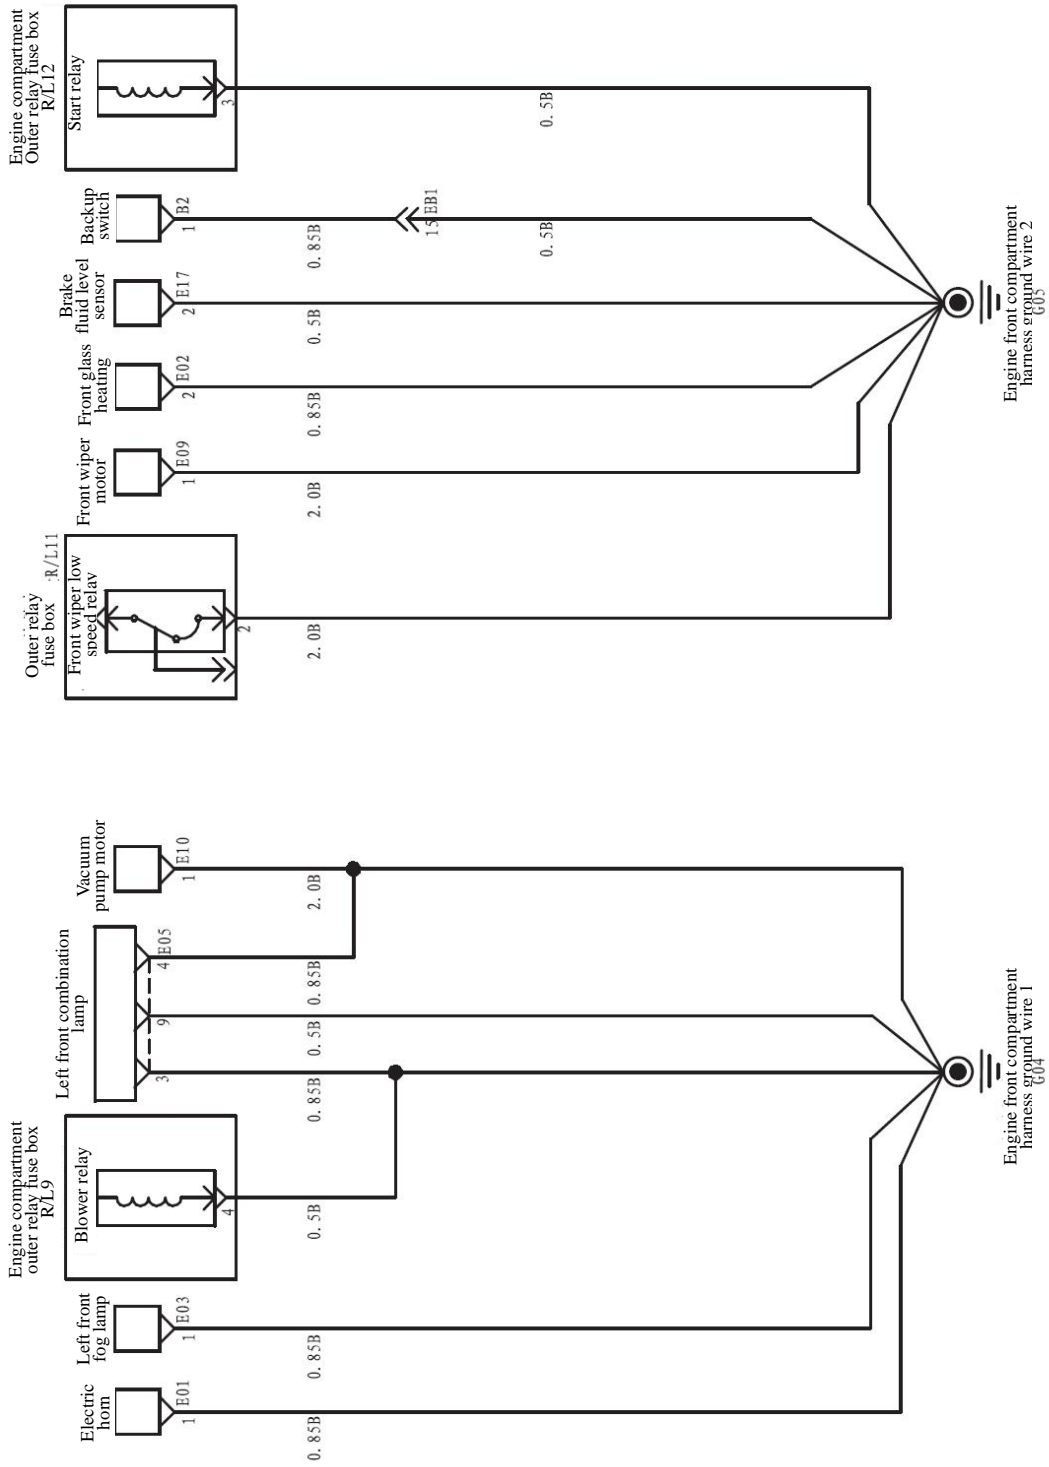 Engine compartment
Outer relay fuse box
R/L12
Start relay
3
0.5B
Backup
switch
1 B2
0.85B
15 EB1
0.5B
Brake
fluid level
sensor
2 E17
0.5B
Front glass
heating
2 E02
0.85B
Front wiper
motor
1 E09
2.0B
Outer relay
fuse box
R/L11
Front wiper low
speed relay
2
2.0B
Engine front compartment
harness ground wire 2
G05
Vacuum
pump motor
1 E10
2.0B
Left front combination
lamp
4 E05
0.85B
9
0.5B
3
0.85B
Engine compartment
outer relay fuse box
R/L9
Blower relay
4
0.5B
Left front
fog lamp
1 E03
0.85B
Electric
hom
1 E01
0.85B
Engine front compartment
harness ground wire 1
G04